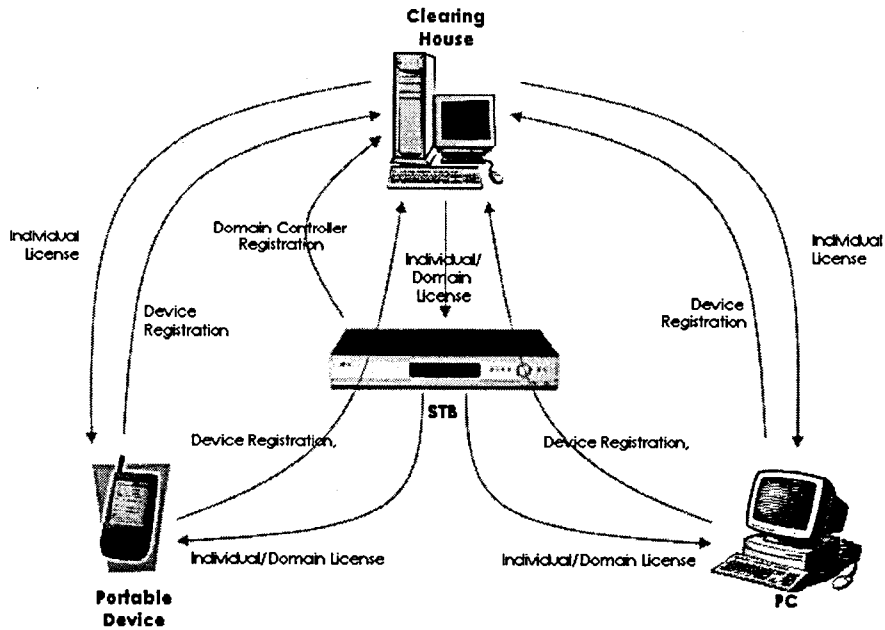 Clearing
House
Domain Controller
Registration
Individual
License
Individual/
Domain
License
Individual
License
Device
Registration
Device
Registration
STB
Device Registration,
Device Registration,
Individual/Domain License
Individual/Domain License
Portable
Device
PC